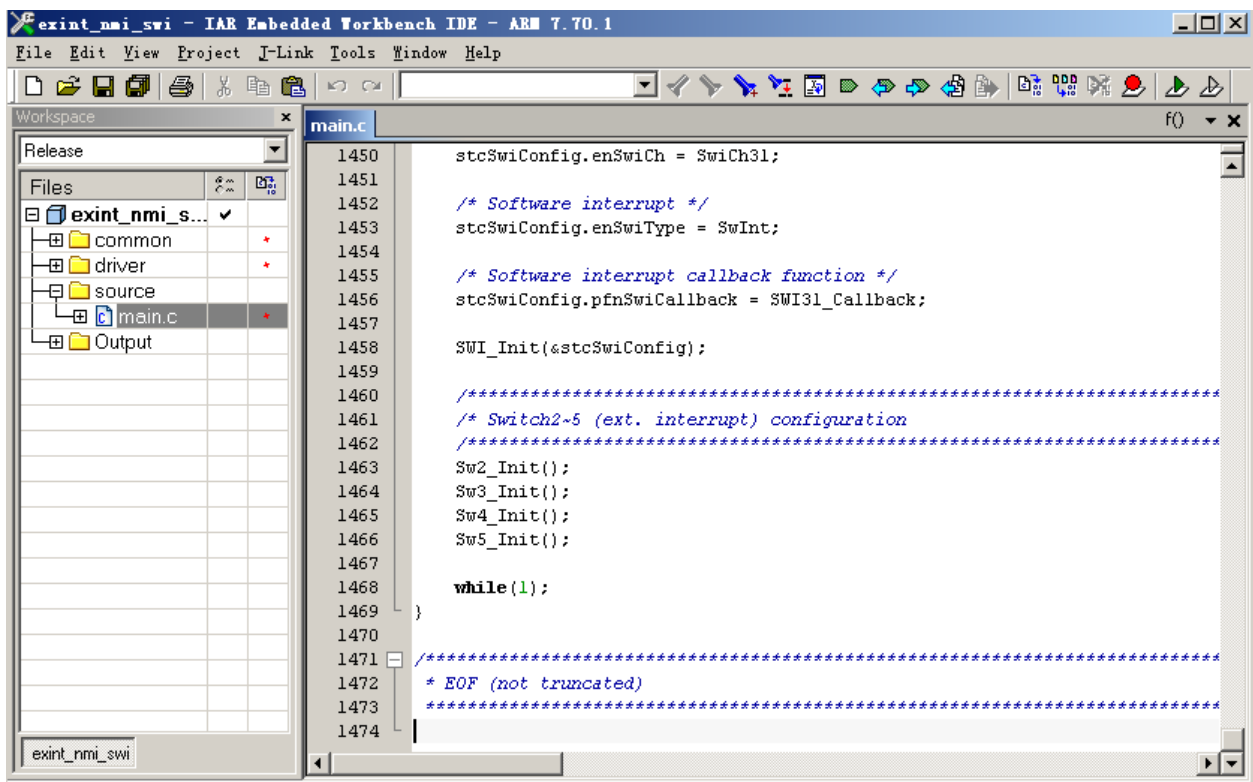 exint_nmi_swi - IAR Embedded Workbench IDE - ARM 7.70.1
File Edit View Project J-Link Tools Window Help
Workspace
Release
Files
exint_nmi_s...
common
driver
source
main.c
Output
exint_nmi_swi
main.c
f()
1450 stcSwiConfig.enSwiCh = SwiCh31;
1451
1452 /* Software interrupt */
1453 stcSwiConfig.enSwiType = SwInt;
1454
1455 /* Software interrupt callback function */
1456 stcSwiConfig.pfnSwiCallback = SWI31_Callback;
1457
1458 SWI_Init(&stcSwiConfig);
1459
1460 /************************************************************************
1461 /* Switch2~5 (ext. interrupt) configuration
1462 /************************************************************************
1463 Sw2_Init();
1464 Sw3_Init();
1465 Sw4_Init();
1466 Sw5_Init();
1467
1468 while(1);
1469 }
1470
1471 /****************************************************************************
1472 * EOF (not truncated)
1473 ****************************************************************************
1474